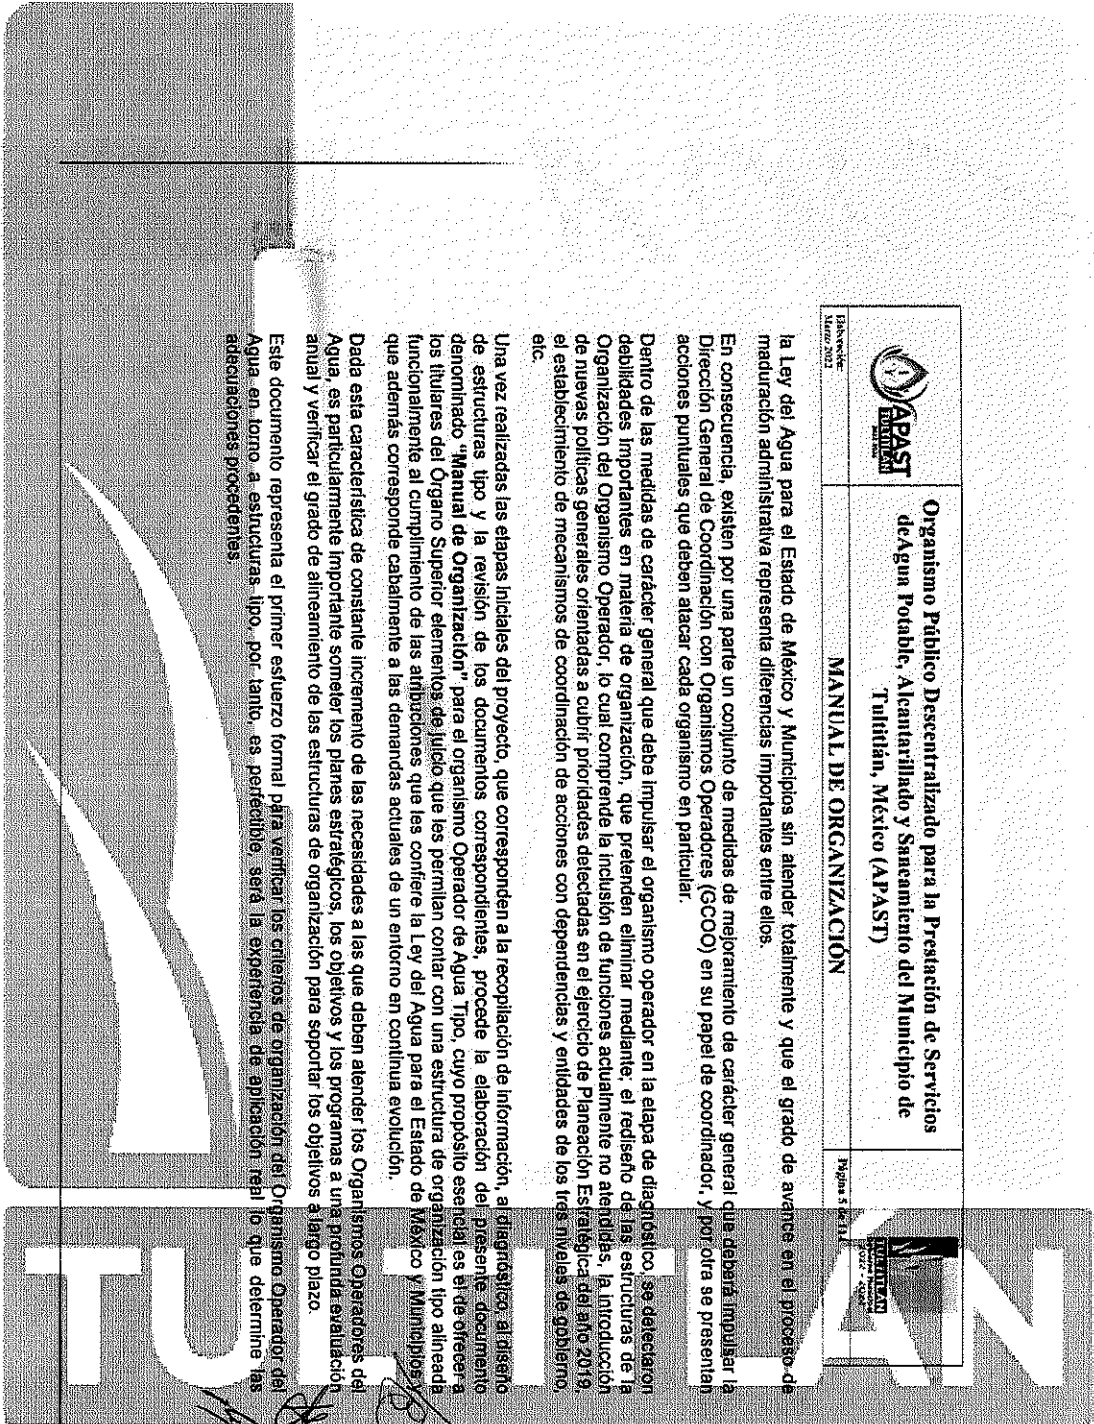 APAST
TULTITLÁN
Organismo Público Descentralizado para la Prestación de Servicios
deAgua Potable, Alcantarillado y Saneamiento del Municipio de
Tultitlán, México (APAST)
TULTITLÁN
Elaboración:
Marzo 2022
MANUAL DE ORGANIZACIÓN
Página 5 de 114
la Ley del Agua para el Estado de México y Municipios sin atender totalmente y que el grado de avance en el proceso de
maduración administrativa representa diferencias importantes entre ellos.
En consecuencia, existen por una parte un conjunto de medidas de mejoramiento de carácter general que deberá impulsar la
Dirección General de Coordinación con Organismos Operadores (GCOO) en su papel de coordinador, y por otra se presentan
acciones puntuales que deben atacar cada organismo en particular.
Dentro de las medidas de carácter general que debe impulsar el organismo operador en la etapa de diagnóstico, se detectaron
debilidades importantes en materia de organización, que pretenden eliminar mediante; el rediseño de las estructuras de la
Organización del Organismo Operador, lo cual comprende la inclusión de funciones actualmente no atendidas, la introducción
de nuevas políticas generales orientadas a cubrir prioridades detectadas en el ejercicio de Planeación Estratégica del año 2019,
el establecimiento de mecanismos de coordinación de acciones con dependencias y entidades de los tres niveles de gobierno,
etc.
Una vez realizadas las etapas iniciales del proyecto, que corresponden a la recopilación de información, al diagnóstico, al diseño
de estructuras tipo y la revisión de los documentos correspondientes, procede la elaboración del presente documento
denominado "Manual de Organización" para el organismo Operador de Agua Tipo, cuyo propósito esencial es el de ofrecer a
los titulares del Órgano Superior elementos de juicio que les permitan contar con una estructura de organización tipo alineada
funcionalmente al cumplimiento de las atribuciones que les confiere la Ley del Agua para el Estado de México y Municipios y
que además corresponde cabalmente a las demandas actuales de un entorno en continua evolución.
Dada esta característica de constante incremento de las necesidades a las que deben atender los Organismos Operadores del
Agua, es particularmente importante someter los planes estratégicos, los objetivos y los programas a una profunda evaluación
anual y verificar el grado de alineamiento de las estructuras de organización para soportar los objetivos a largo plazo.
Este documento representa el primer esfuerzo formal para verificar los criterios de organización del Organismo Operador del
Agua en torno a estructuras tipo, por tanto, es perfectible, será la experiencia de aplicación real lo que determine las
adecuaciones procedentes.
TULTITLÁN